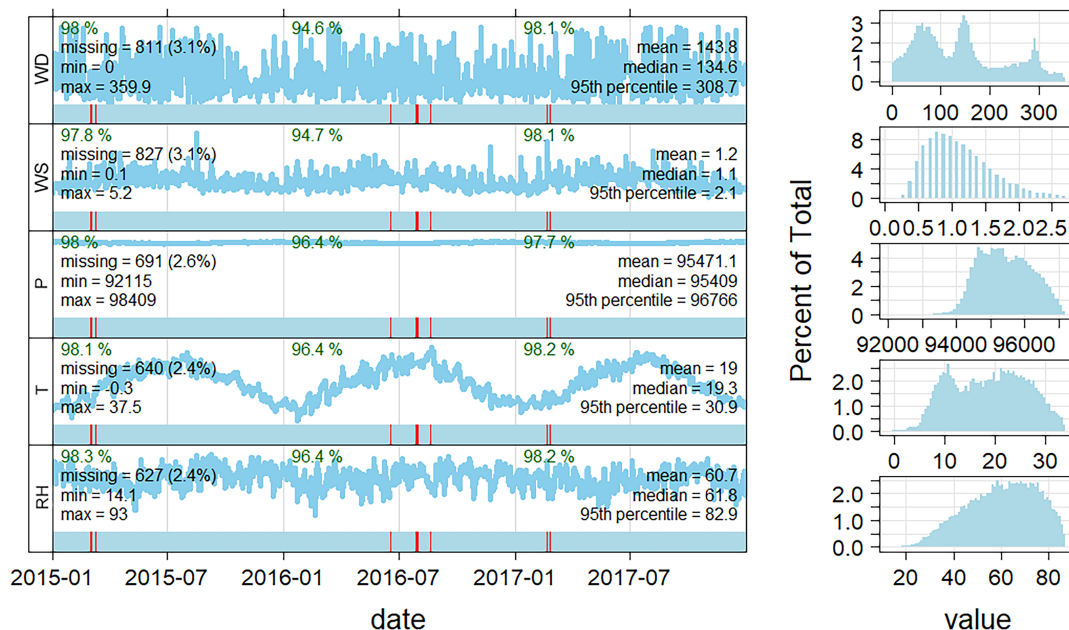 98 % 94.6 % 98.1 %
missing = 811 (3.1%) mean = 143.8
min = 0 median = 134.6
max = 359.9 95th percentile = 308.7
WD
97.8 % 94.7 % 98.1 %
missing = 827 (3.1%) mean = 1.2
min = 0.1 median = 1.1
max = 5.2 95th percentile = 2.1
WS
98 % 96.4 % 97.7 %
missing = 691 (2.6%) mean = 95471.1
min = 92115 median = 95409
max = 98409 95th percentile = 96766
P
98.1 % 96.4 % 98.2 %
missing = 640 (2.4%) mean = 19
min = -0.3 median = 19.3
max = 37.5 95th percentile = 30.9
T
98.3 % 96.4 % 98.2 %
missing = 627 (2.4%) mean = 60.7
min = 14.1 median = 61.8
max = 93 95th percentile = 82.9
RH
2015-01 2015-07 2016-01 2016-07 2017-01 2017-07
date
Percent of Total
3
2
1
0
0 100 200 300
8
4
0
0.0 0.5 1.0 1.5 2.0 2.5
4
2
0
92000 94000 96000
2.0
1.0
0.0
0 10 20 30
2.0
1.0
0.0
20 40 60 80
value